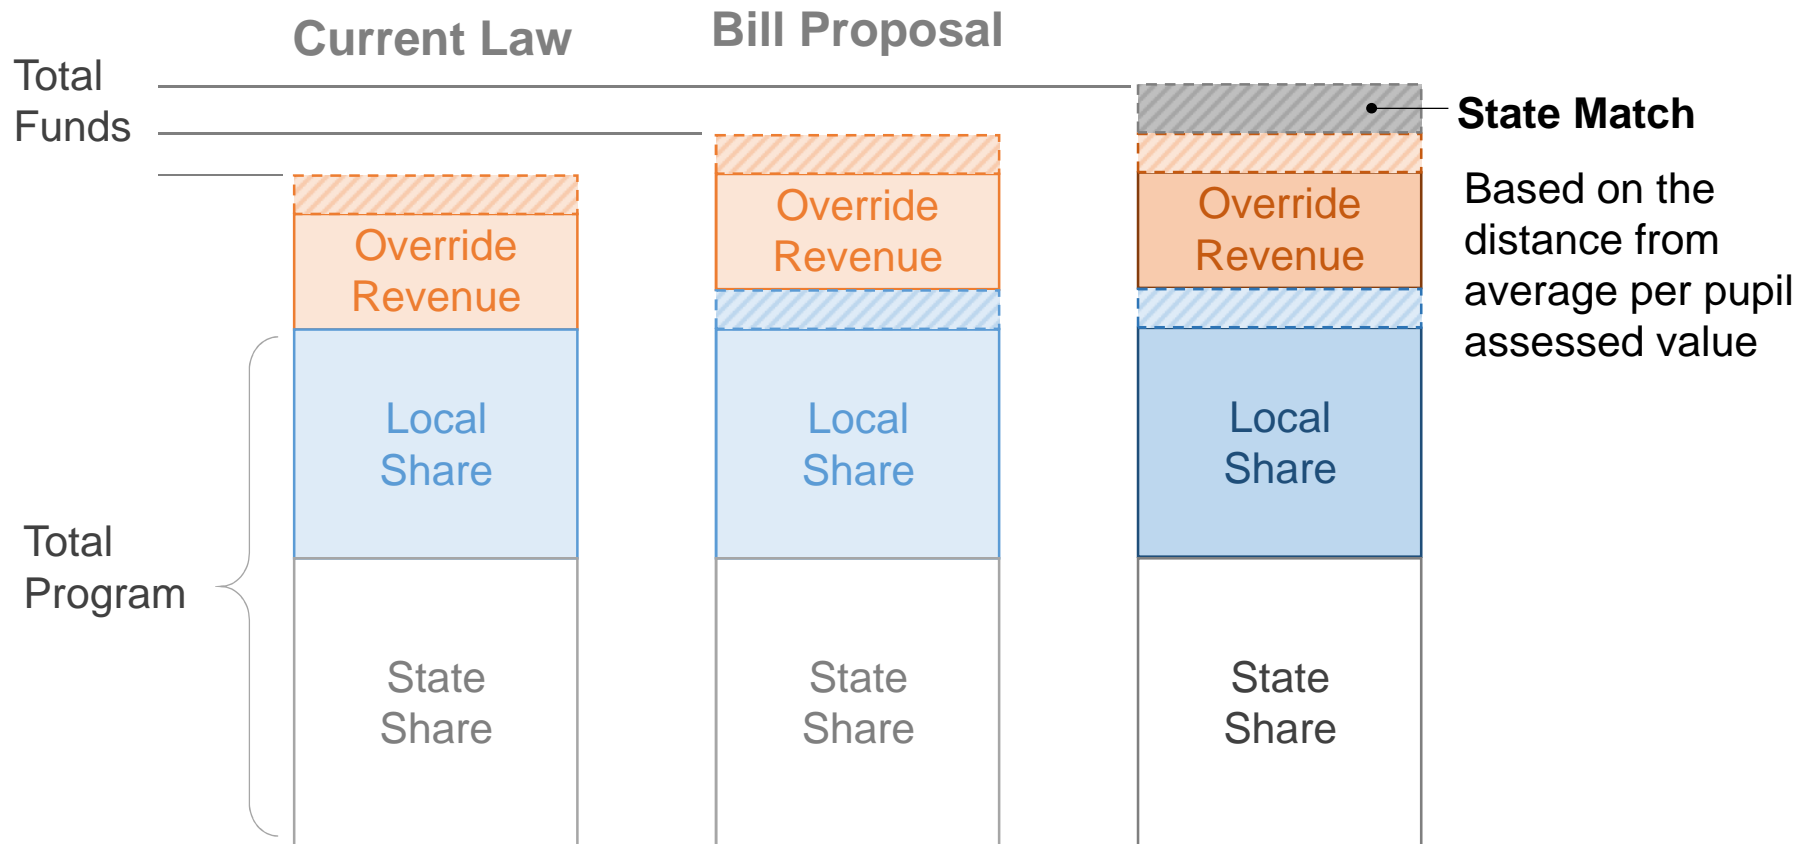 Current Law
Bill Proposal
Total
Funds
State Match
Based on the
distance from
average per pupil
assessed value
Override
Revenue
Override
Revenue
Override
Revenue
Local
Share
Local
Share
Local
Share
Total
Program
State
Share
State
Share
State
Share